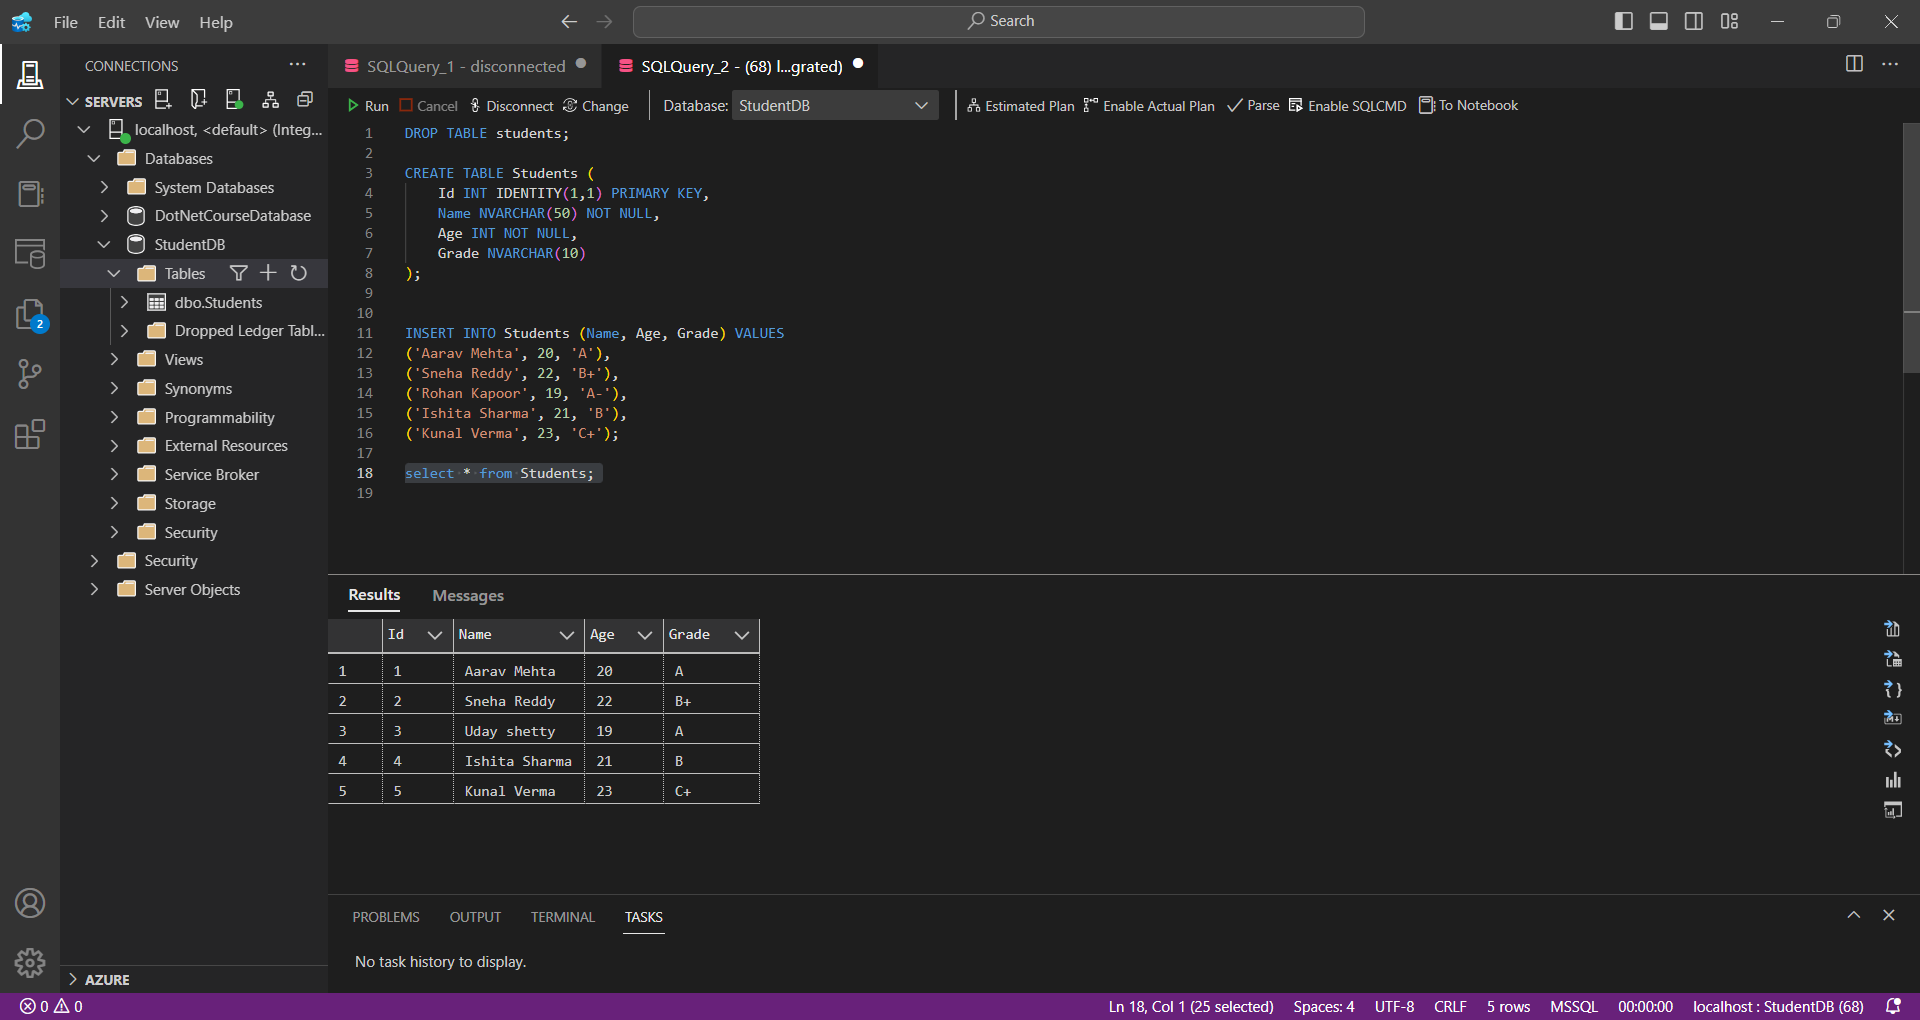 File Edit View Help
Search
CONNECTIONS
SERVERS
localhost, <default> (Integ...
Databases
System Databases
DotNetCourseDatabase
StudentDB
Tables
dbo.Students
Dropped Ledger Tabl...
Views
Synonyms
Programmability
External Resources
Service Broker
Storage
Security
Security
Server Objects
2
AZURE
SQLQuery_1 - disconnected
SQLQuery_2 - (68) l...grated)
Run Cancel Disconnect Change Database: StudentDB Estimated Plan Enable Actual Plan Parse Enable SQLCMD To Notebook
1 DROP TABLE students;
2
3 CREATE TABLE Students (
4 Id INT IDENTITY(1,1) PRIMARY KEY,
5 Name NVARCHAR(50) NOT NULL,
6 Age INT NOT NULL,
7 Grade NVARCHAR(10)
8 );
9
10
11 INSERT INTO Students (Name, Age, Grade) VALUES
12 ('Aarav Mehta', 20, 'A'),
13 ('Sneha Reddy', 22, 'B+'),
14 ('Rohan Kapoor', 19, 'A-'),
15 ('Ishita Sharma', 21, 'B'),
16 ('Kunal Verma', 23, 'C+');
17
18 select * from Students;
19
Results Messages
Id Name Age Grade
1 1 Aarav Mehta 20 A
2 2 Sneha Reddy 22 B+
3 3 Uday shetty 19 A
4 4 Ishita Sharma 21 B
5 5 Kunal Verma 23 C+
PROBLEMS OUTPUT TERMINAL TASKS
No task history to display.
0 0 Ln 18, Col 1 (25 selected) Spaces: 4 UTF-8 CRLF 5 rows MSSQL 00:00:00 localhost : StudentDB (68)